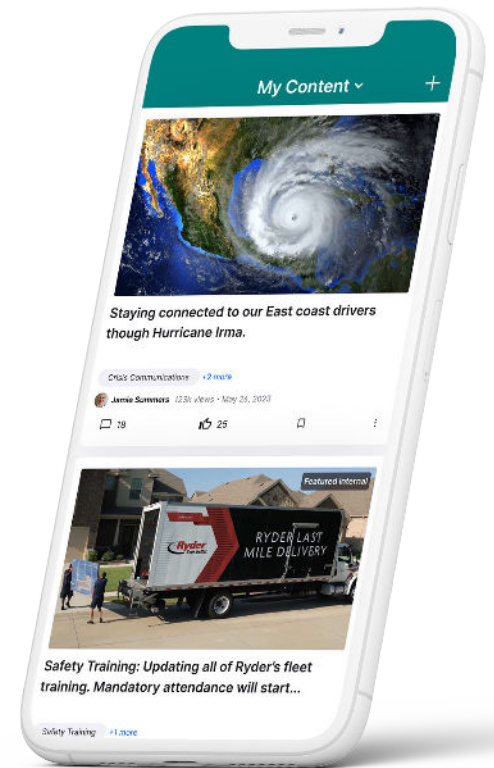 My Content
Staying connected to our East coast drivers
though Hurricane Irma.
Crisis Communications +2 more
Jamie Summers 123k views • May 26, 2023
19 25
Featured Internal
Ryder
RYDER LAST
MILE DELIVERY
Safety Training: Updating all of Ryder's fleet
training. Mandatory attendance will start...
Safety Training +1 more